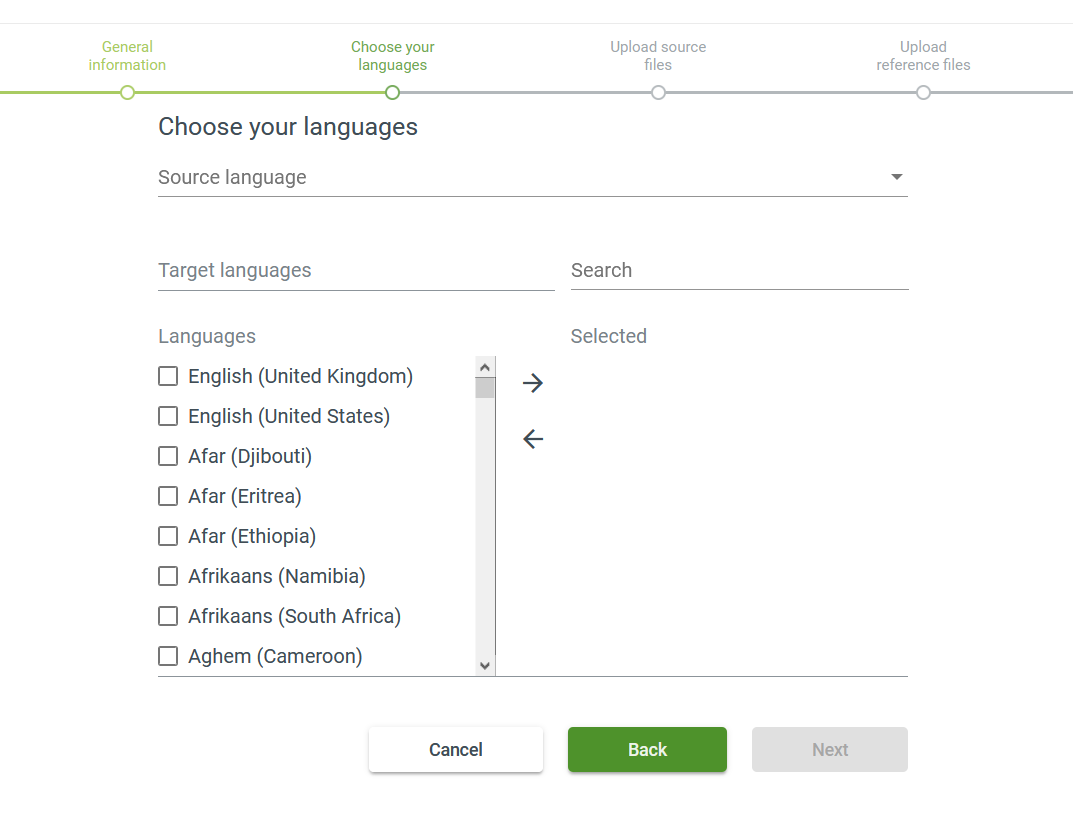 General
information
Choose your
languages
Upload source
files
Upload
reference files
Choose your languages
Source language
Target languages
Search
Languages
Selected
English (United Kingdom)
English (United States)
Afar (Djibouti)
Afar (Eritrea)
Afar (Ethiopia)
Afrikaans (Namibia)
Afrikaans (South Africa)
Aghem (Cameroon)
Cancel
Back
Next